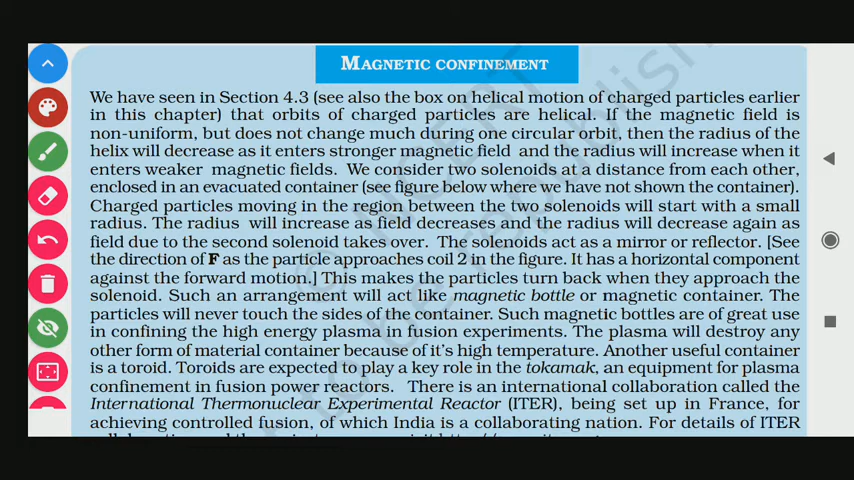 MAGNETIC CONFINEMENT
We have seen in Section 4.3 (see also the box on helical motion of charged particles earlier
in this chapter) that orbits of charged particles are helical. If the magnetic field is
non-uniform, but does not change much during one circular orbit, then the radius of the
helix will decrease as it enters stronger magnetic field and the radius will increase when it
enters weaker magnetic fields. We consider two solenoids at a distance from each other,
enclosed in an evacuated container (see figure below where we have not shown the container).
Charged particles moving in the region between the two solenoids will start with a small
radius. The radius will increase as field decreases and the radius will decrease again as
field due to the second solenoid takes over. The solenoids act as a mirror or reflector. [See
the direction of F as the particle approaches coil 2 in the figure. It has a horizontal component
against the forward motion.] This makes the particles turn back when they approach the
solenoid. Such an arrangement will act like magnetic bottle or magnetic container. The
particles will never touch the sides of the container. Such magnetic bottles are of great use
in confining the high energy plasma in fusion experiments. The plasma will destroy any
other form of material container because of it's high temperature. Another useful container
is a toroid. Toroids are expected to play a key role in the tokamak, an equipment for plasma
confinement in fusion power reactors. There is an international collaboration called the
International Thermonuclear Experimental Reactor (ITER), being set up in France, for
achieving controlled fusion, of which India is a collaborating nation. For details of ITER